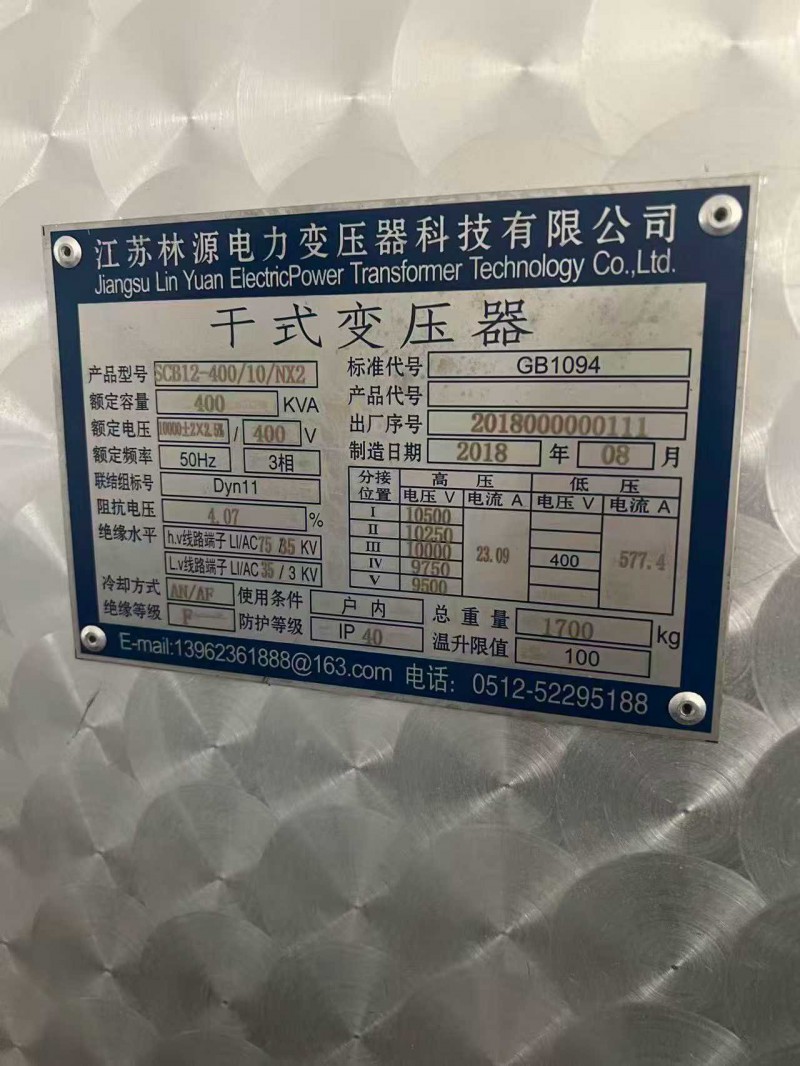 江苏林源电力变压器科技有限公司
Jiangsu Lin Yuan ElectricPower Transformer Technology Co.,Ltd.
干式变压器
产品型号 SCB12-400/10/NX2
额定容量 400 KVA
额定电压 10000±2X2.5% / 400 V
额定频率 50Hz 3相
联结组标号 Dyn11
阻抗电压 4.07 %
绝缘水平 h.v线路端子 LI/AC 75 /35 KV
L.v线路端子 LI/AC 35 / 3 KV
冷却方式 AN/AF 使用条件 户内
绝缘等级 F 防护等级 IP 40
标准代号 GB1094
产品代号
出厂序号 2018000000111
制造日期 2018 年 08 月
分接位置 高压 低压
电压 V 电流 A 电压 V 电流 A
I 10500
II 10250
III 10000 23.09 400 577.4
IV 9750
V 9500
总重量 1700 kg
温升限值 100
E-mail:13962361888@163.com 电话: 0512-52295188